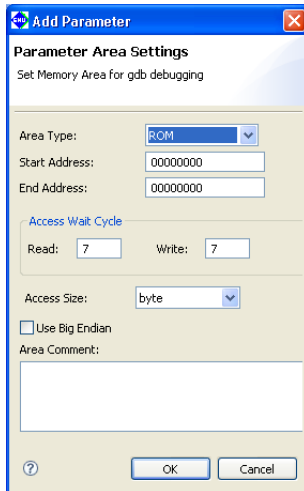 GNU Add Parameter
Parameter Area Settings
Set Memory Area for gdb debugging
Area Type: ROM
Start Address: 00000000
End Address: 00000000
Access Wait Cycle
Read: 7 Write: 7
Access Size: byte
Use Big Endian
Area Comment:
? OK Cancel